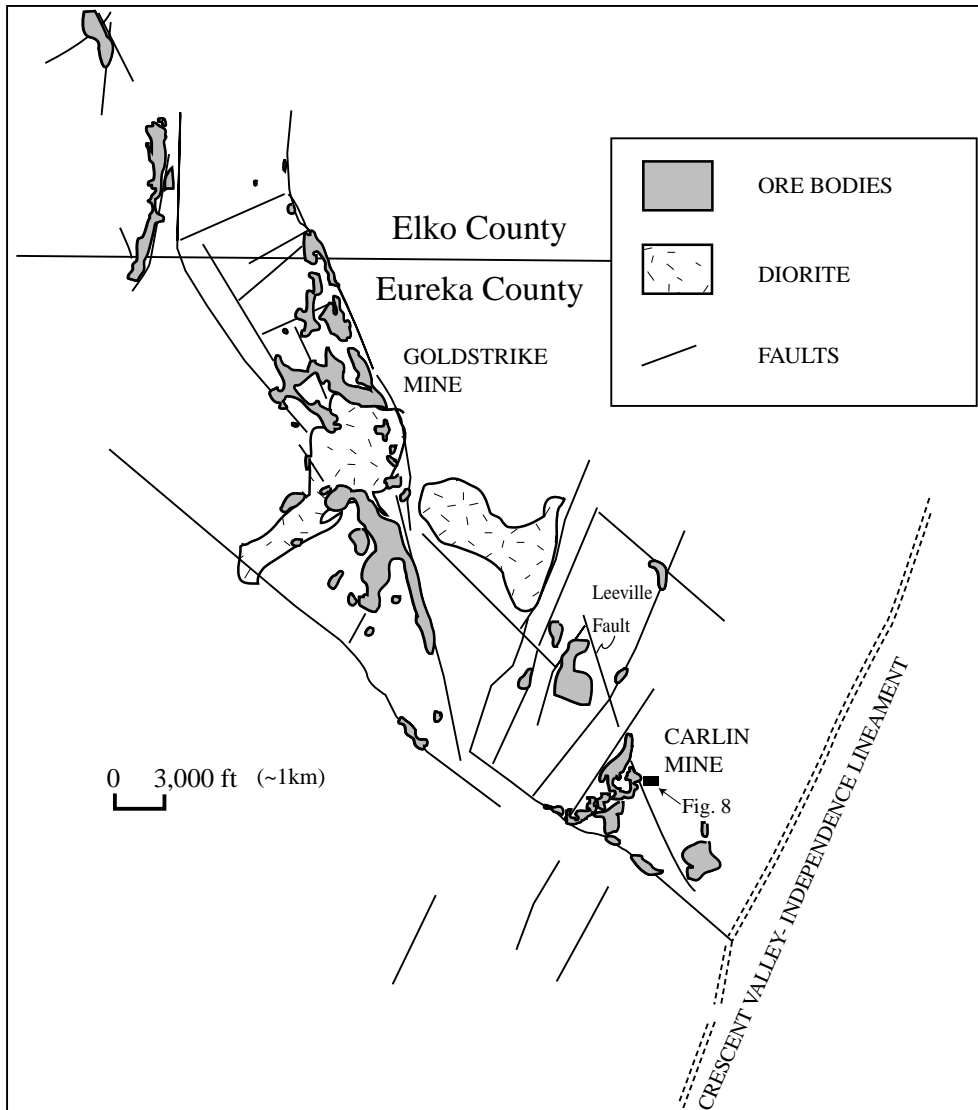 ORE BODIES
DIORITE
FAULTS
Elko County
Eureka County
GOLDSTRIKE
MINE
Leeville
Fault
CARLIN
MINE
Fig. 8
0 3,000 ft (~1km)
CRESCENT VALLEY- INDEPENDENCE LINEAMENT